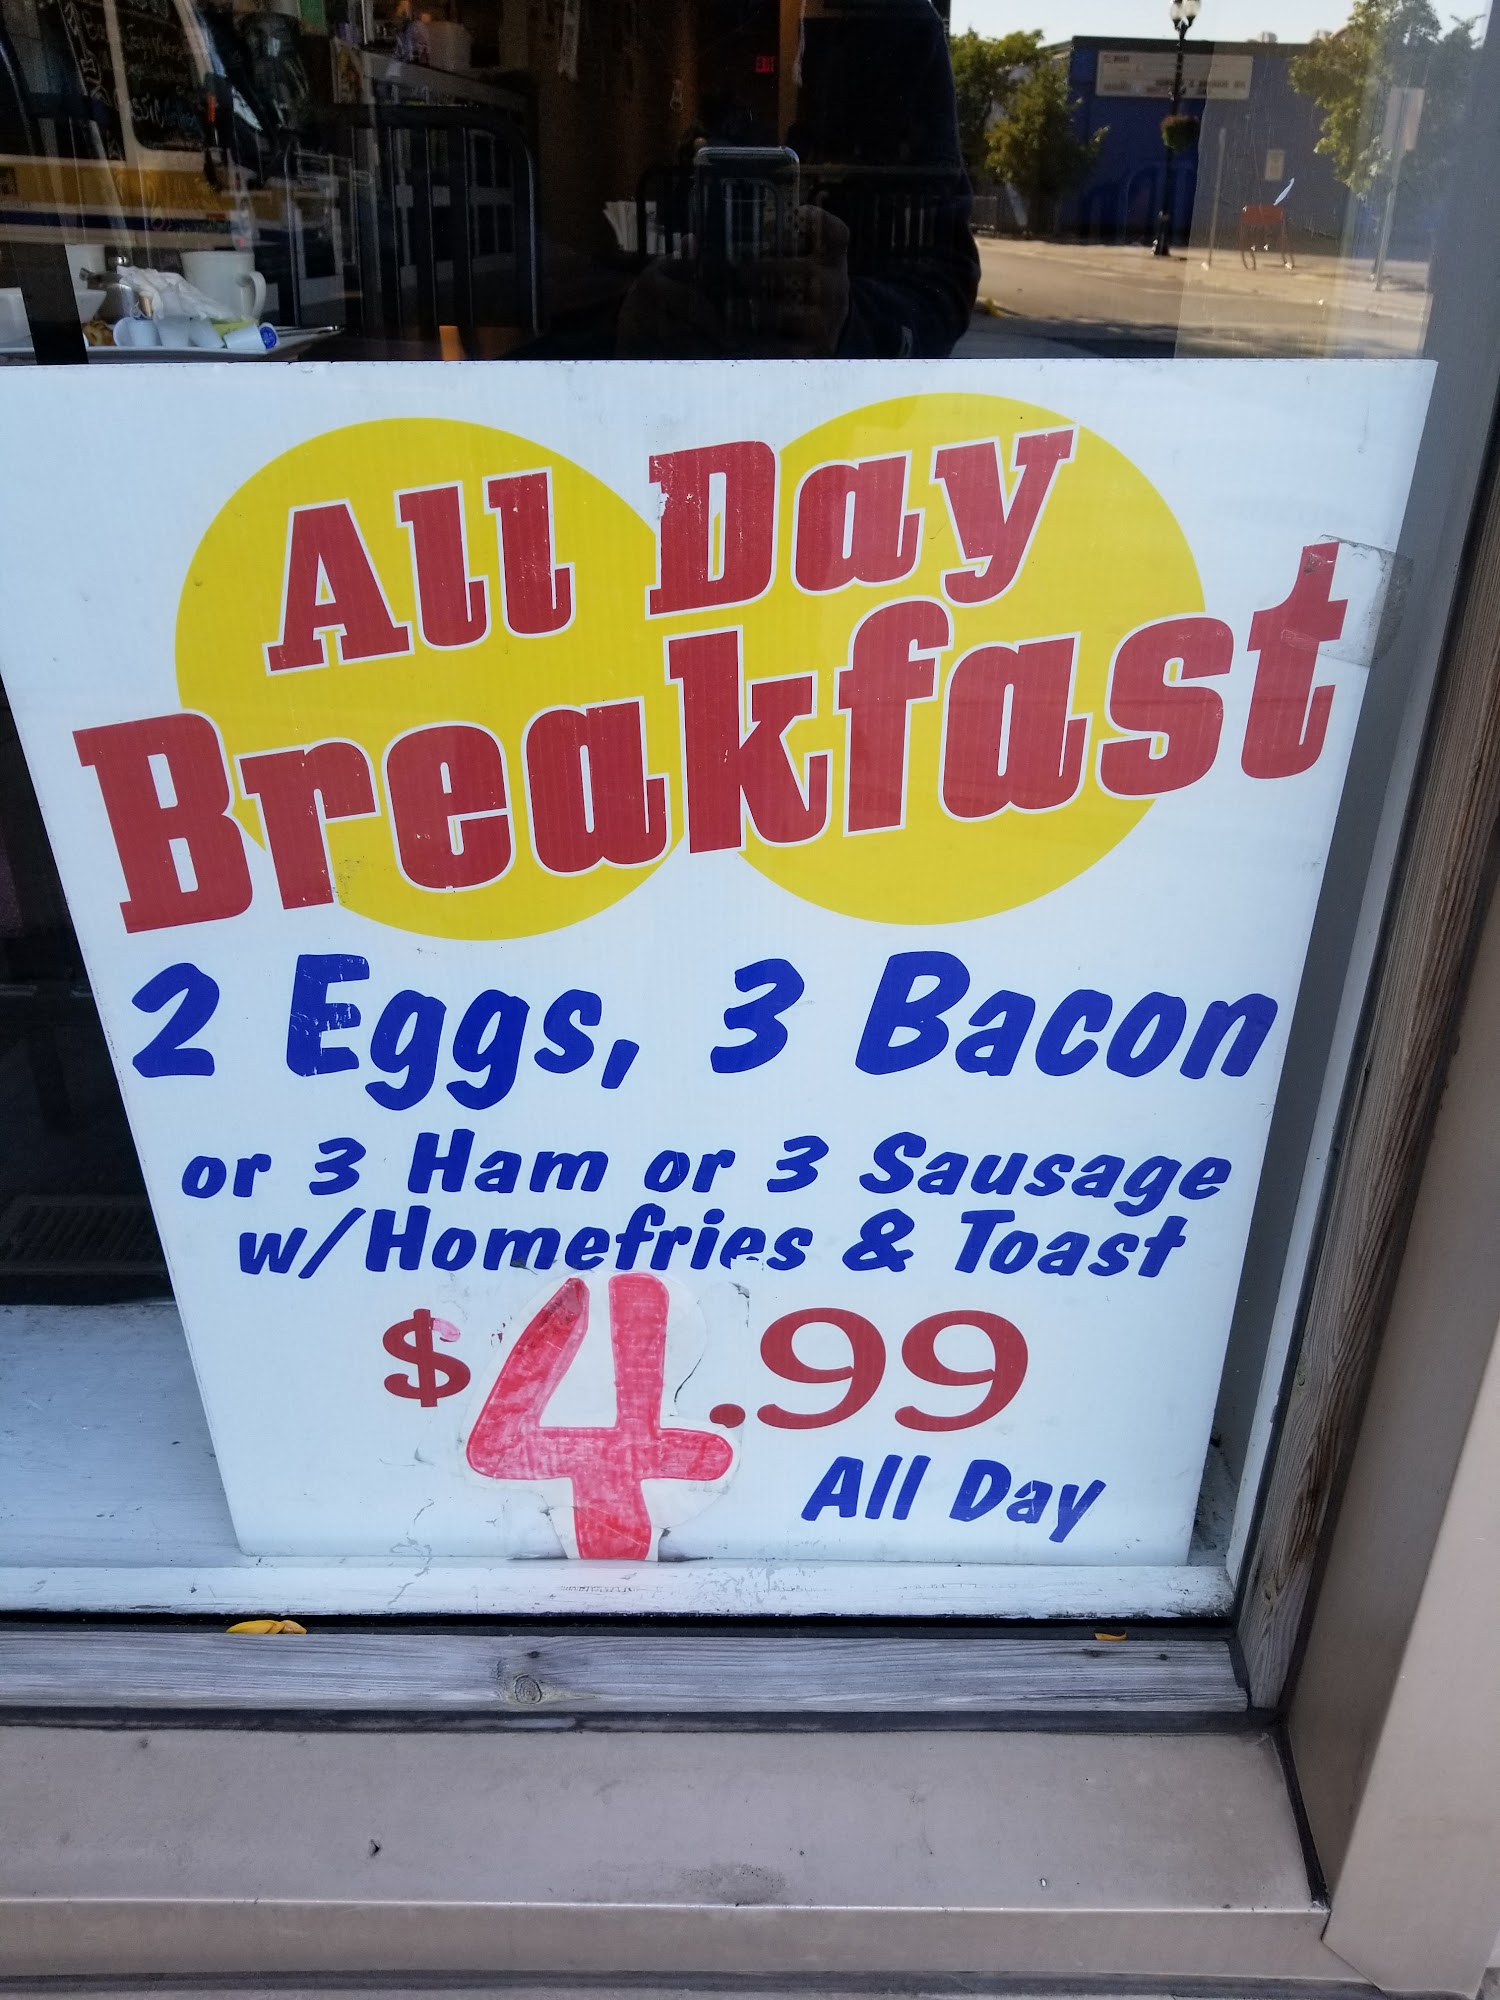 All Day
Breakfast
2 Eggs, 3 Bacon
or 3 Ham or 3 Sausage
w/Homefries & Toast
$4.99
All Day